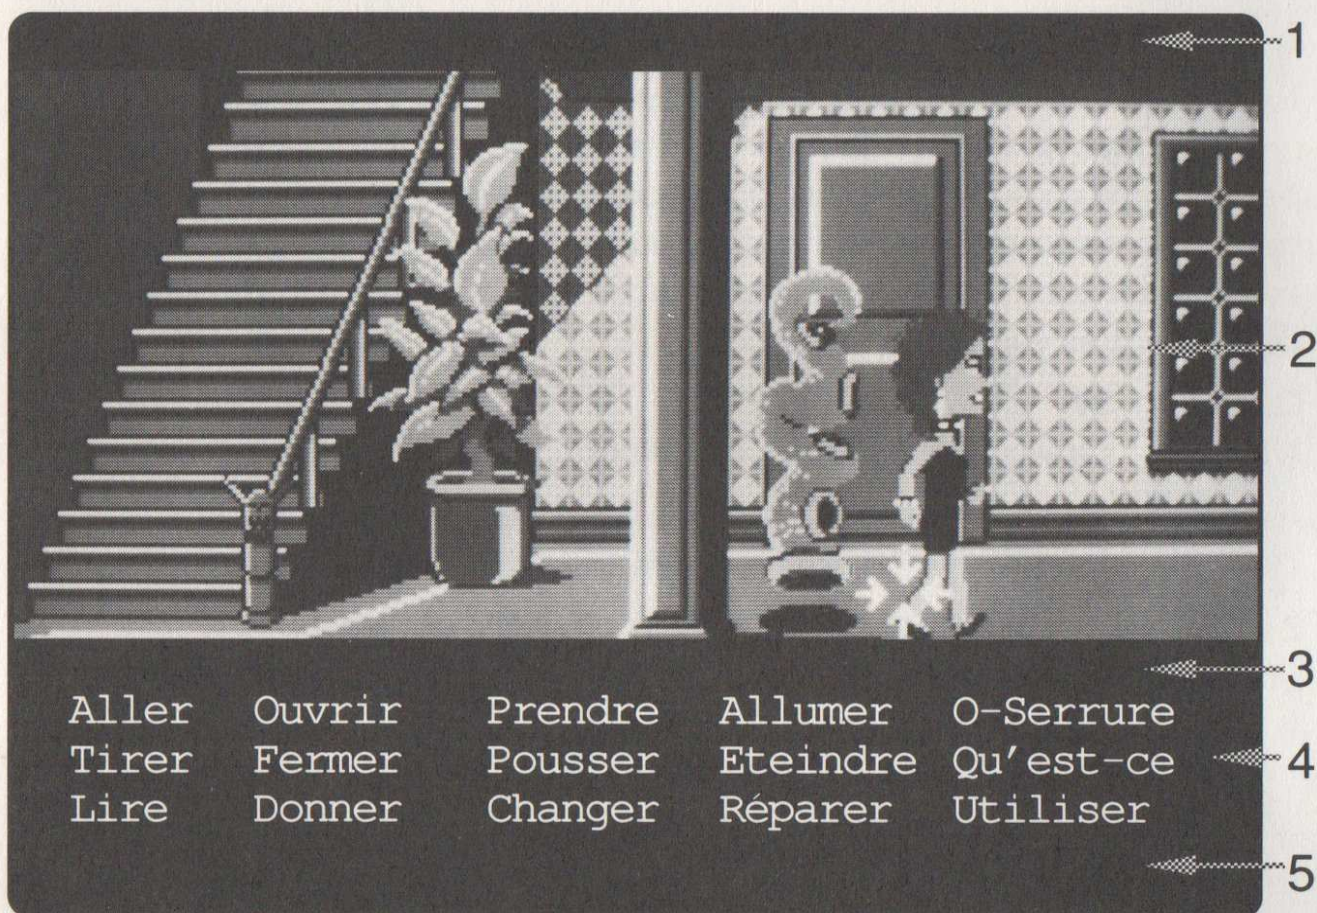 1
2
3
Aller Ouvrir Prendre Allumer O-Serrure
Tirer Fermer Pousser Eteindre Qu'est-ce
4
Lire Donner Changer Réparer Utiliser
5